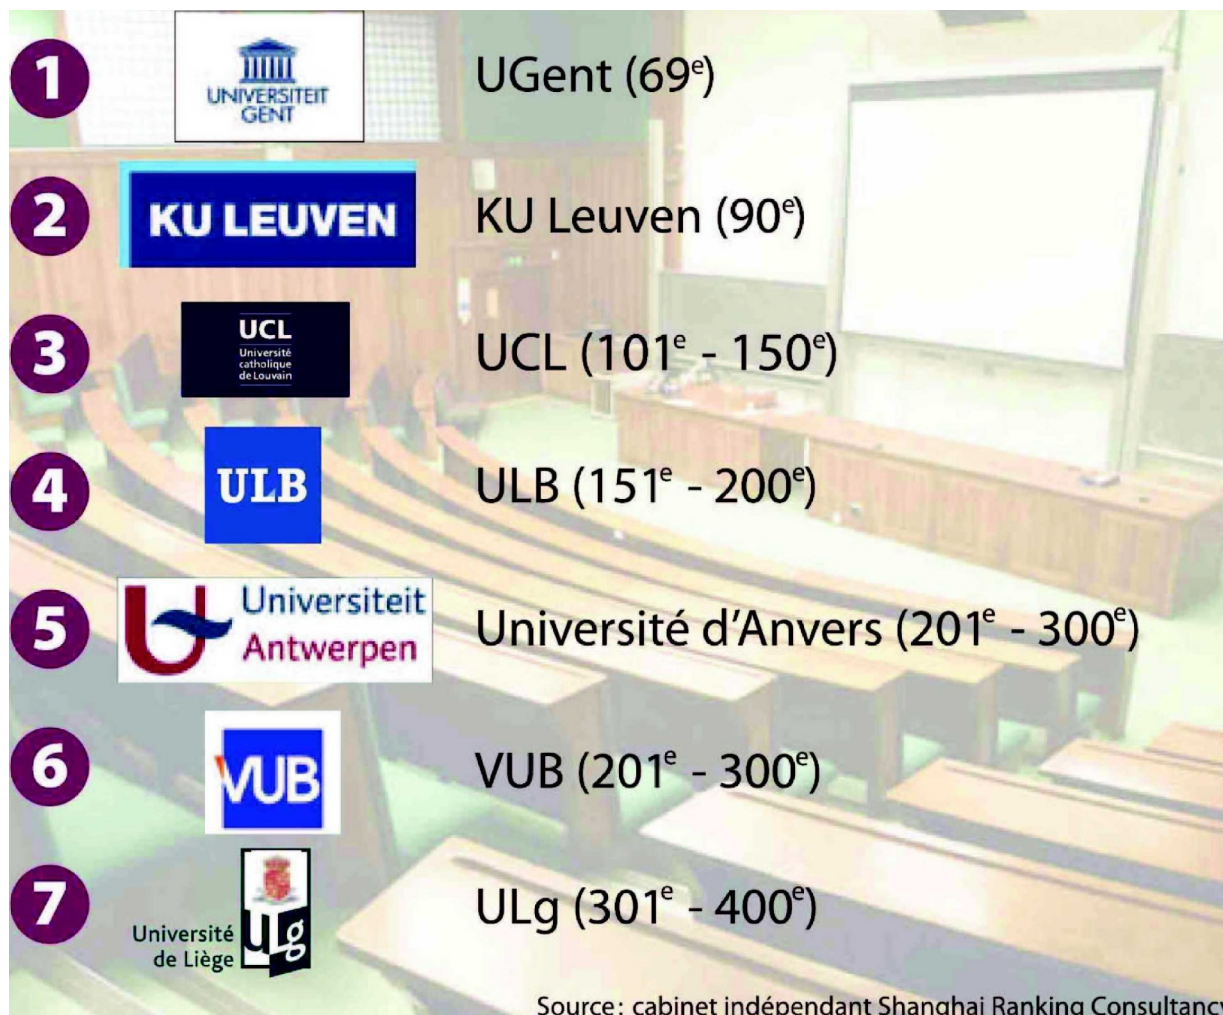 1
UNIVERSITEIT
GENT
UGent (69e)
2
KU LEUVEN
KU Leuven (90e)
3
UCL
Université
catholique
de Louvain
UCL (101e - 150e)
4
ULB
ULB (151e - 200e)
5
Universiteit
Antwerpen
Université d'Anvers (201e - 300e)
6
VUB
VUB (201e - 300e)
7
Université
de Liège
ULg
ULg (301e - 400e)
Source: cabinet indépendant Shanghai Ranking Consultancy